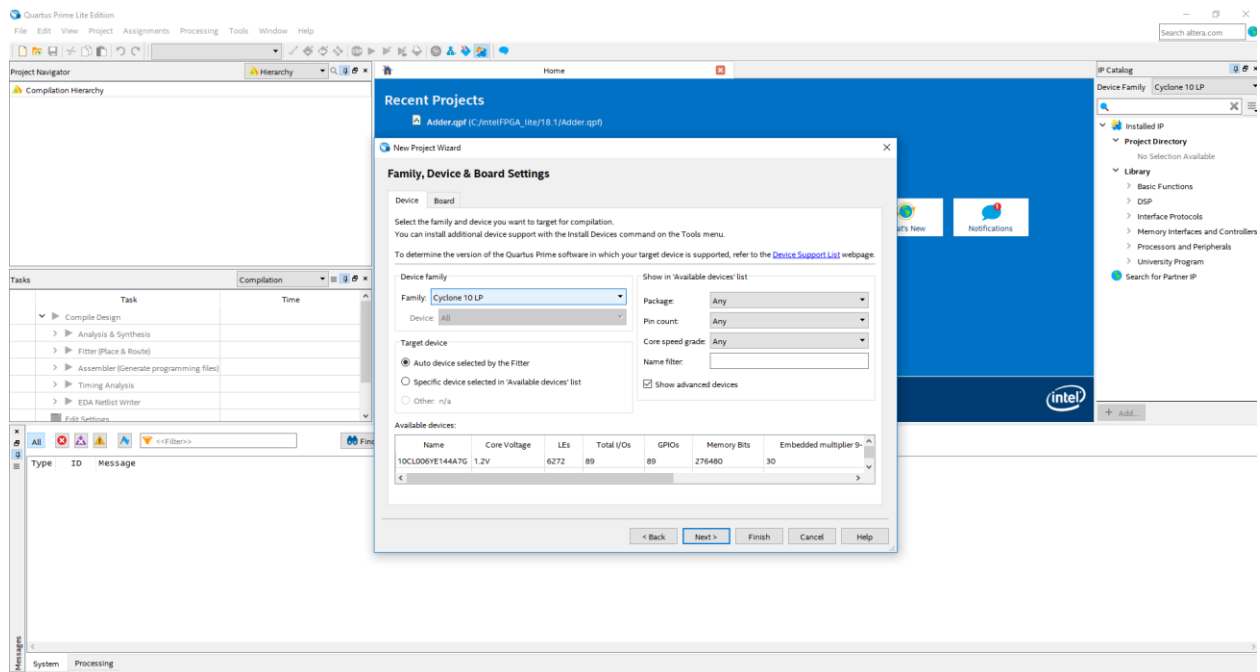 Quartus Prime Lite Edition
File Edit View Project Assignments Processing Tools Window Help
Search altera.com
Project Navigator
Hierarchy
Compilation Hierarchy
Home
Recent Projects
Adder.qpf (C:/intelFPGA_lite/18.1/Adder.qpf)
IP Catalog
Device Family Cyclone 10 LP
Installed IP
Project Directory
No Selection Available
Library
Basic Functions
DSP
Interface Protocols
Memory Interfaces and Controllers
Processors and Peripherals
University Program
Search for Partner IP
+ Add...
at's New
Notifications
intel
New Project Wizard
Family, Device & Board Settings
Device Board
Select the family and device you want to target for compilation.
You can install additional device support with the Install Devices command on the Tools menu.
To determine the version of the Quartus Prime software in which your target device is supported, refer to the Device Support List webpage.
Device family
Family: Cyclone 10 LP
Device: All
Target device
Auto device selected by the Fitter
Specific device selected in 'Available devices' list
Other: n/a
Show in 'Available devices' list
Package: Any
Pin count: Any
Core speed grade: Any
Name filter:
Show advanced devices
Available devices:
Name Core Voltage LEs Total I/Os GPIOs Memory Bits Embedded multiplier 9-
10CL006YE144A7G 1.2V 6272 89 89 276480 30
< Back Next > Finish Cancel Help
Tasks
Compilation
Task Time
Compile Design
Analysis & Synthesis
Fitter (Place & Route)
Assembler (Generate programming files)
Timing Analysis
EDA Netlist Writer
Edit Settings
All <<Filter>> Find
Type ID Message
Messages
System Processing